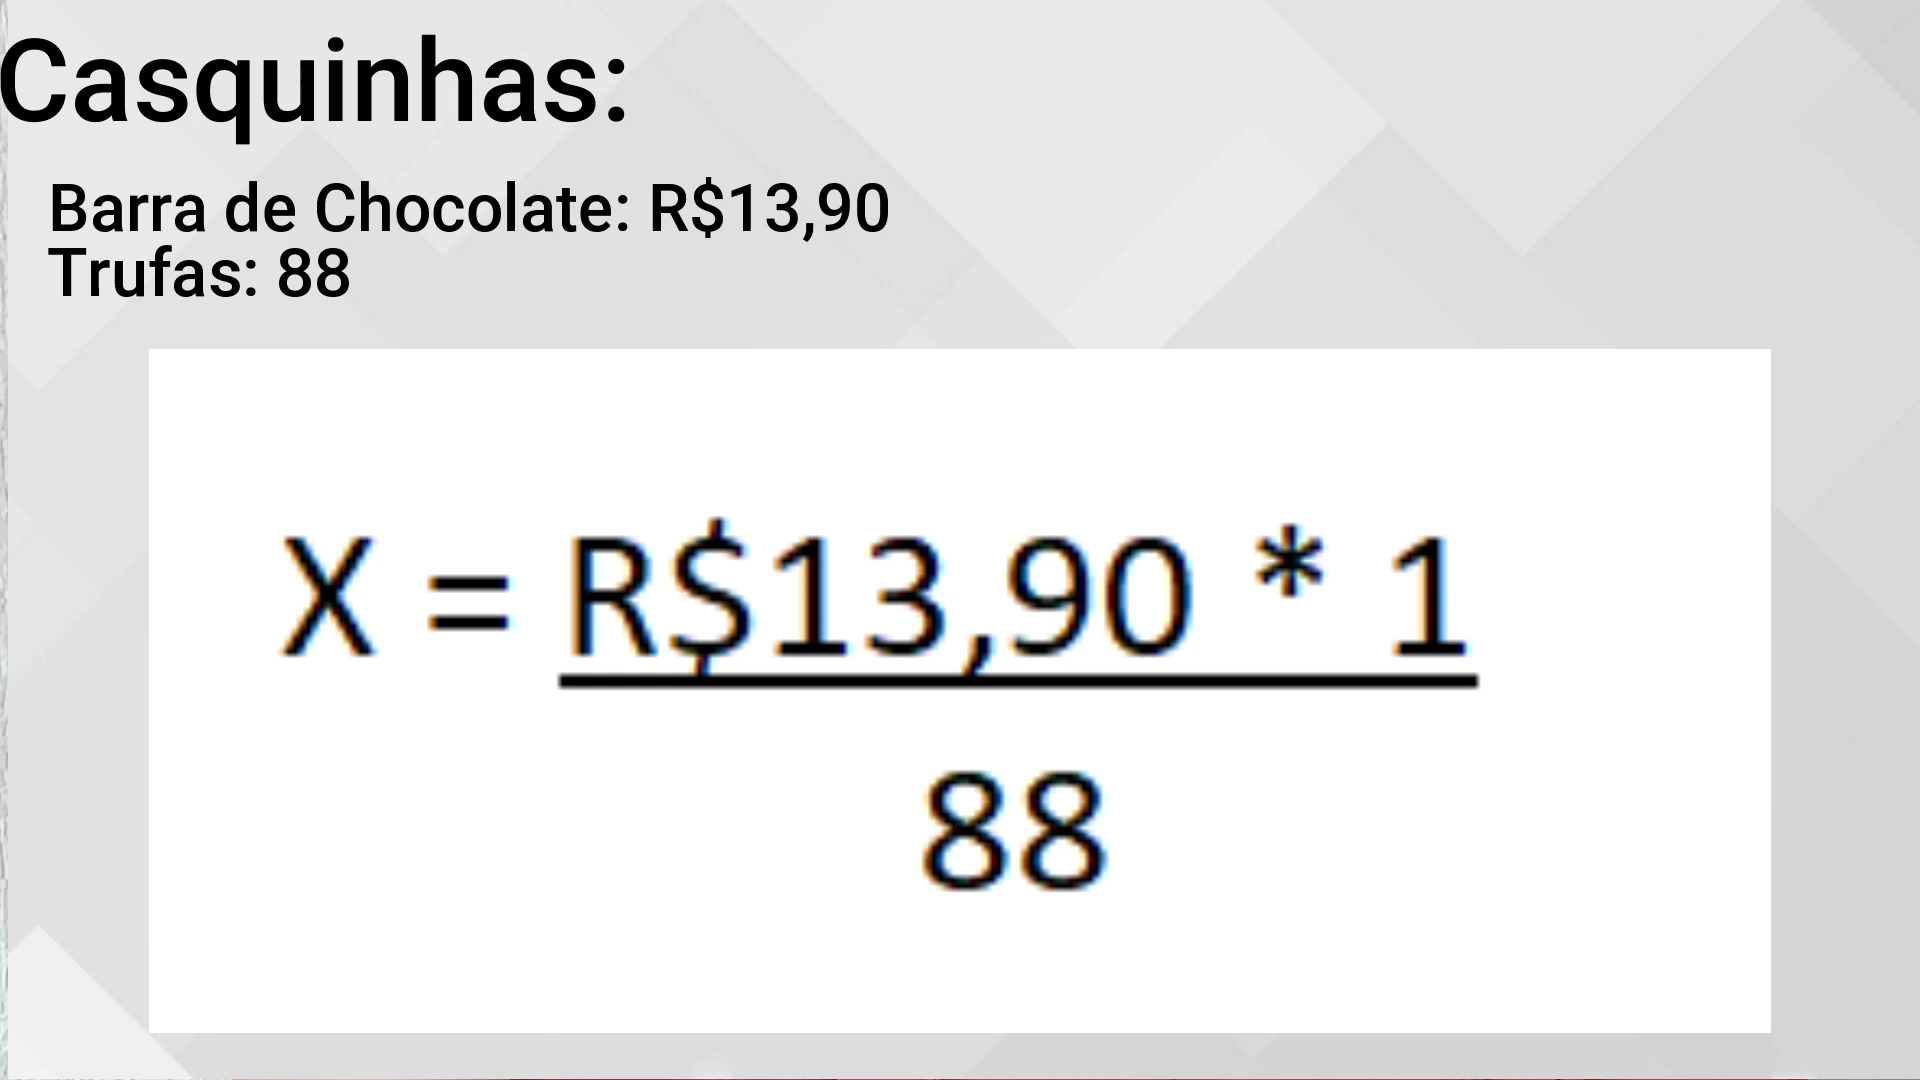 Casquinhas:
Barra de Chocolate: R$13,90
Trufas: 88
X = R$13,90 * 1
88